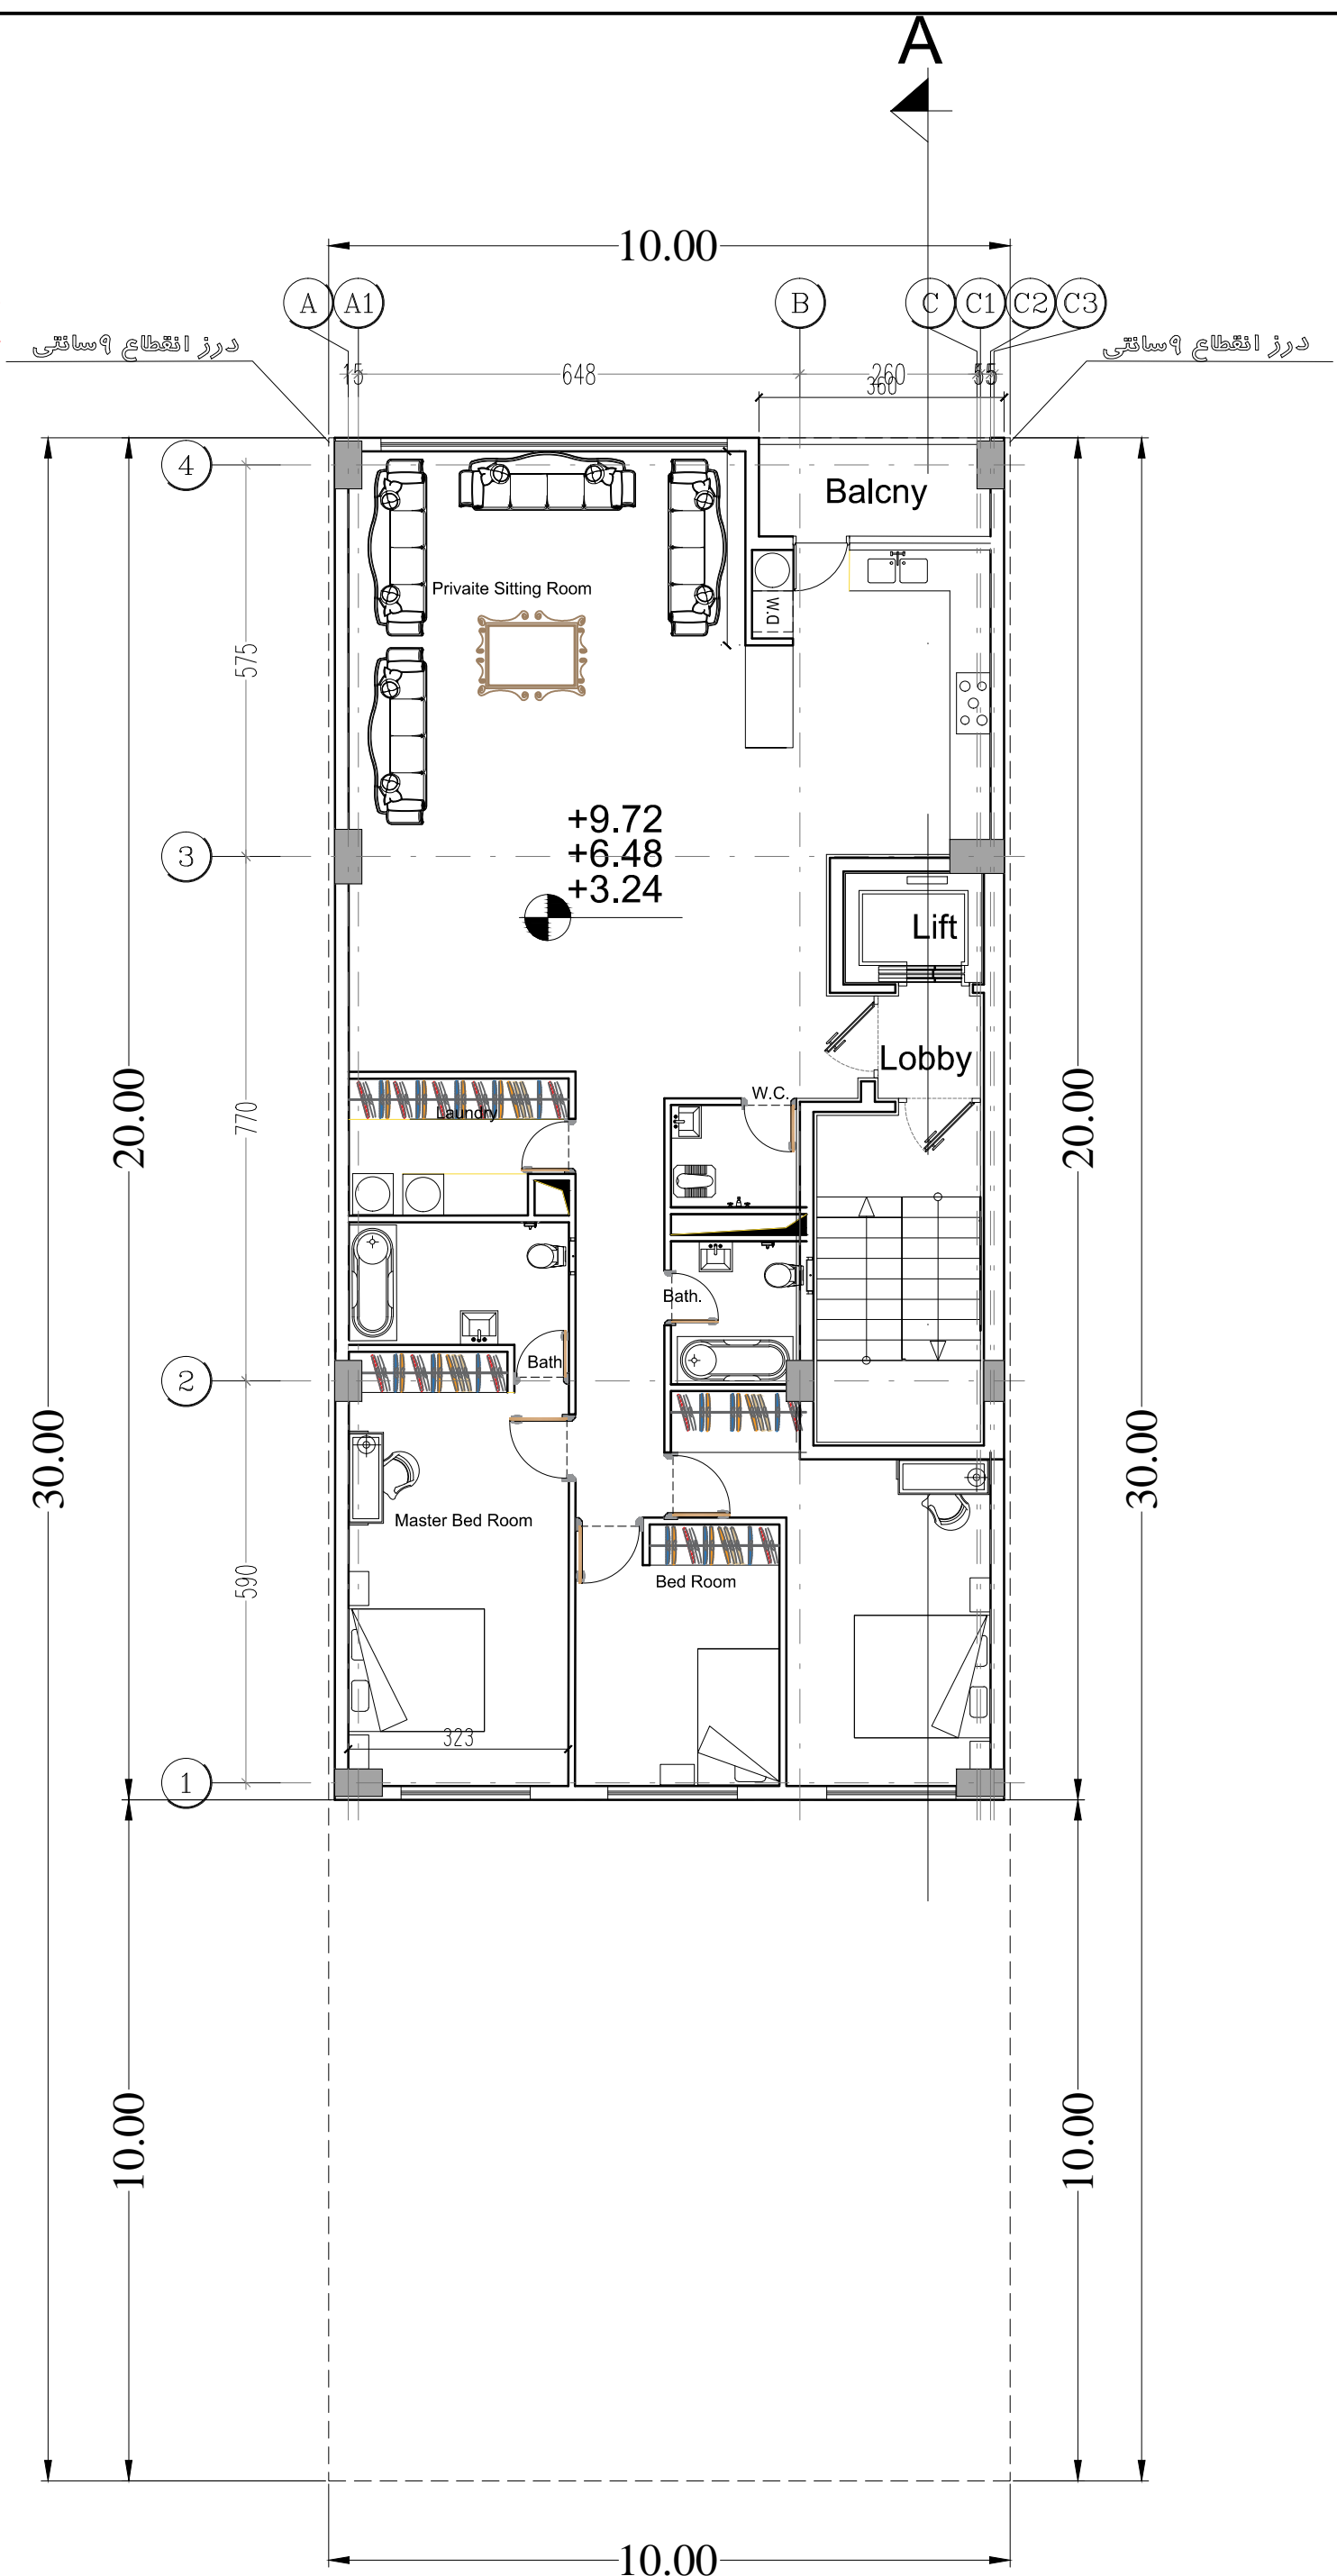 A
10.00
A A1 B C C1 C2 C3
درز انقطاع ۹سانتی
درز انقطاع ۹سانتی
15 648 260
360
4
Balcny
Privaite Sitting Room
W.D
575
+9.72
+6.48
+3.24
3
Lift
Lobby
20.00
20.00
770
W.C.
Laundry
Bath.
Bath
2
30.00
30.00
Master Bed Room
Bed Room
590
323
1
10.00
10.00
10.00